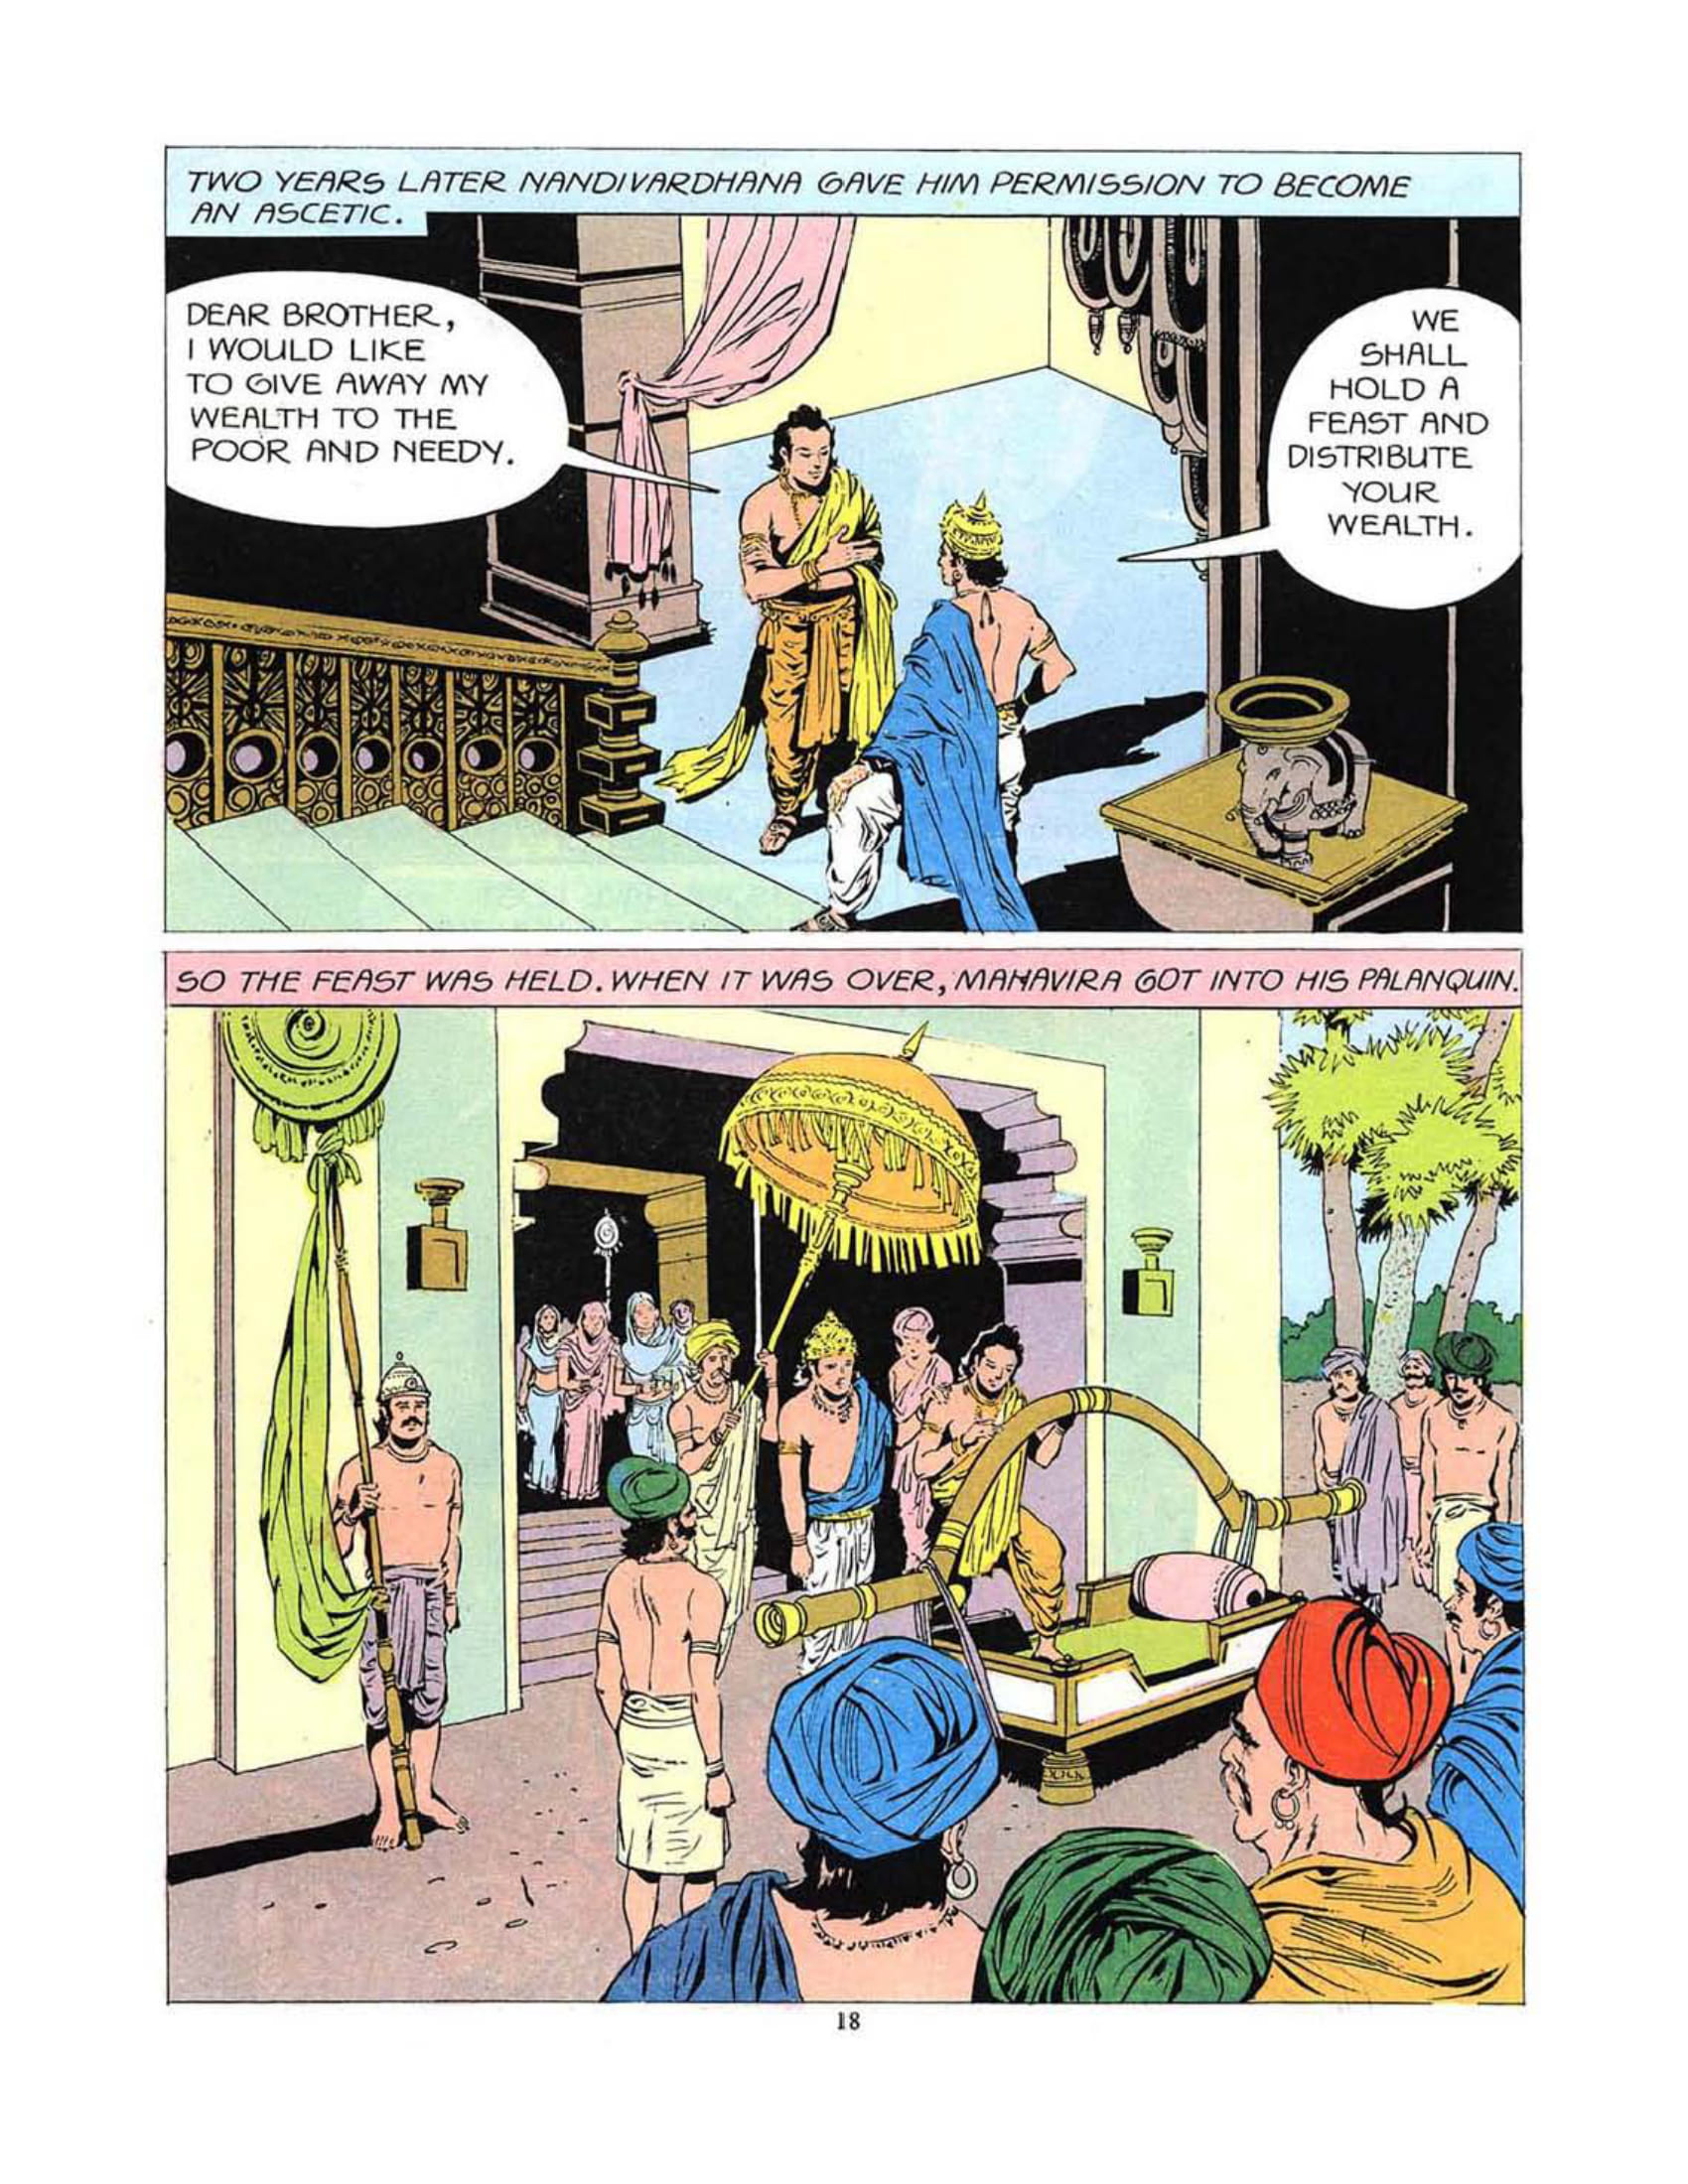 TWO YEARS LATER NANDIVARDHANA GAVE HIM PERMISSION TO BECOME
AN ASCETIC.
DEAR BROTHER,
I WOULD LIKE
TO GIVE AWAY MY
WEALTH TO THE
POOR AND NEEDY.
WE
SHALL
HOLD A
FEAST AND
DISTRIBUTE
YOUR
WEALTH.
SO THE FEAST WAS HELD. WHEN IT WAS OVER, MAHAVIRA GOT INTO HIS PALANQUIN.
18